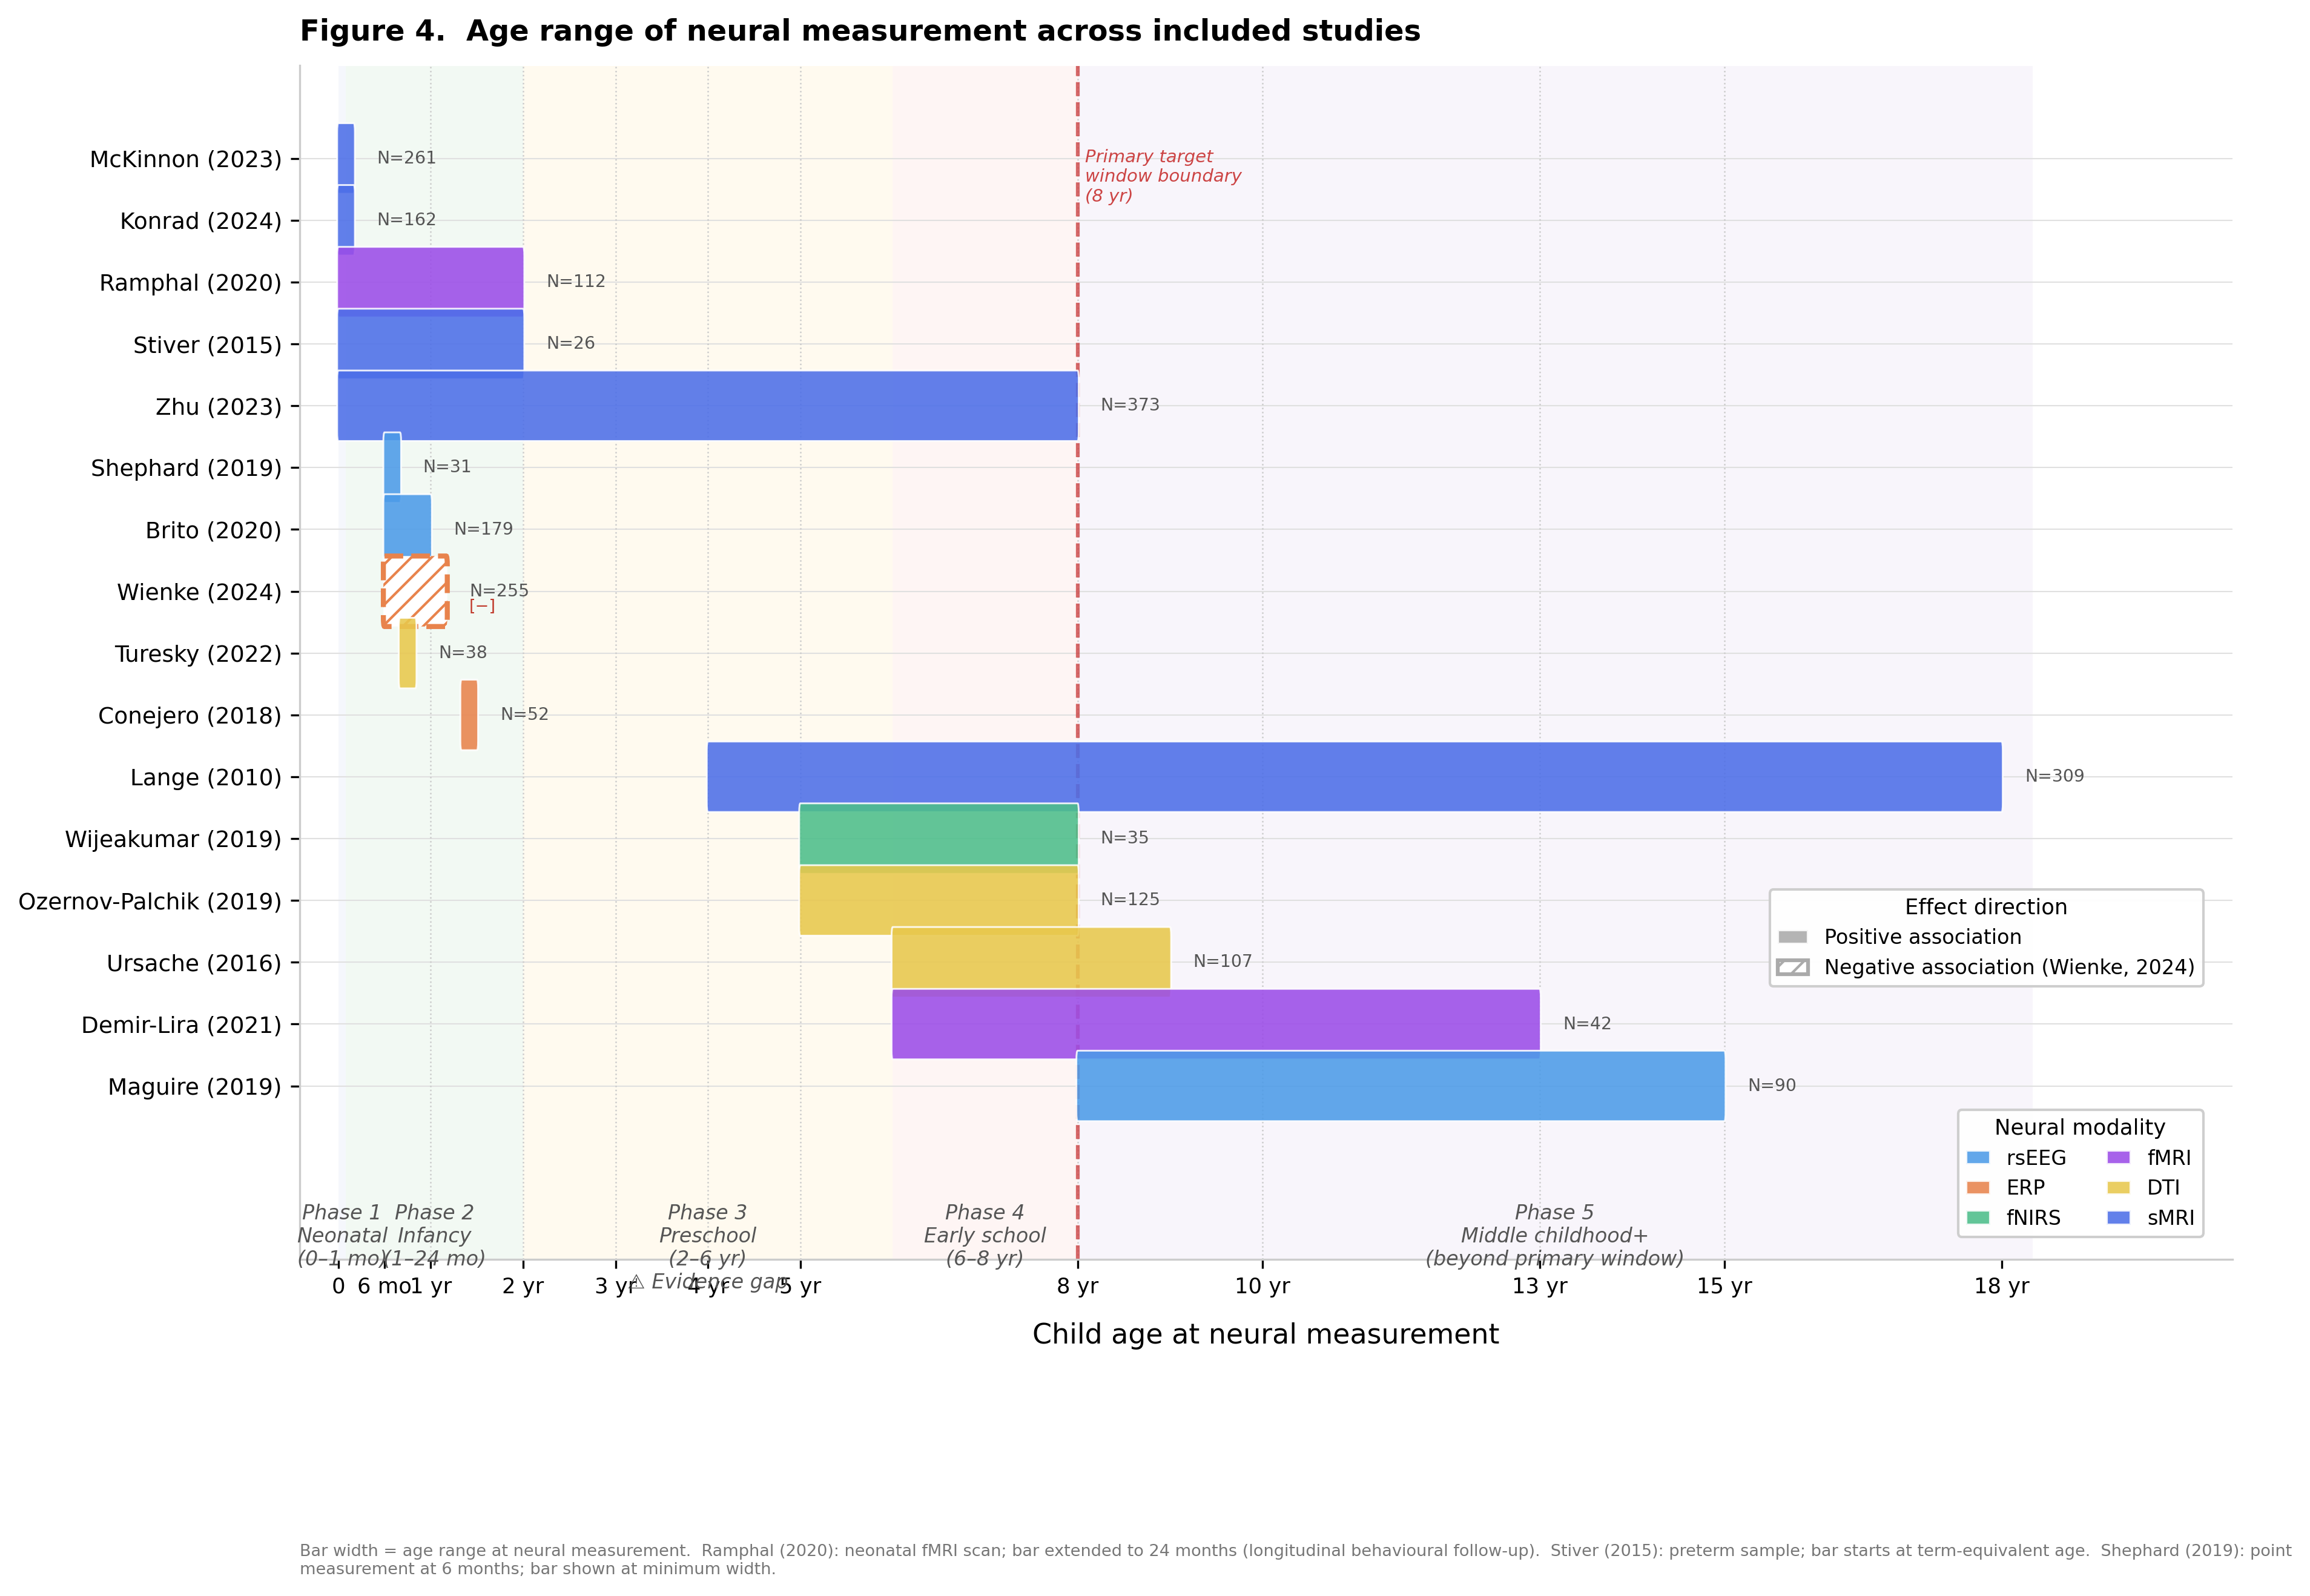 Figure 4.  Age range of neural measurement across included studies
McKinnon (2023)
N=261
Primary target
window boundary
(8 yr)
Konrad (2024)
N=162
Ramphal (2020)
N=112
Stiver (2015)
N=26
Zhu (2023)
N=373
Shephard (2019)
N=31
Brito (2020)
N=179
Wienke (2024)
N=255
[−]
Turesky (2022)
N=38
Conejero (2018)
N=52
Lange (2010)
N=309
Wijeakumar (2019)
N=35
Ozernov-Palchik (2019)
N=125
Effect direction
Positive association
Negative association (Wienke, 2024)
Ursache (2016)
N=107
Demir-Lira (2021)
N=42
Maguire (2019)
N=90
Neural modality
rsEEG
fMRI
ERP
DTI
fNIRS
sMRI
Phase 1
Neonatal
(0–1 mo)
Phase 2
Infancy
(1–24 mo)
Phase 3
Preschool
(2–6 yr)
⚠ Evidence gap
Phase 4
Early school
(6–8 yr)
Phase 5
Middle childhood+
(beyond primary window)
0
6 mo
1 yr
2 yr
3 yr
4 yr
5 yr
8 yr
10 yr
13 yr
15 yr
18 yr
Child age at neural measurement
Bar width = age range at neural measurement.  Ramphal (2020): neonatal fMRI scan; bar extended to 24 months (longitudinal behavioural follow-up).  Stiver (2015): preterm sample; bar starts at term-equivalent age.  Shephard (2019): point
measurement at 6 months; bar shown at minimum width.